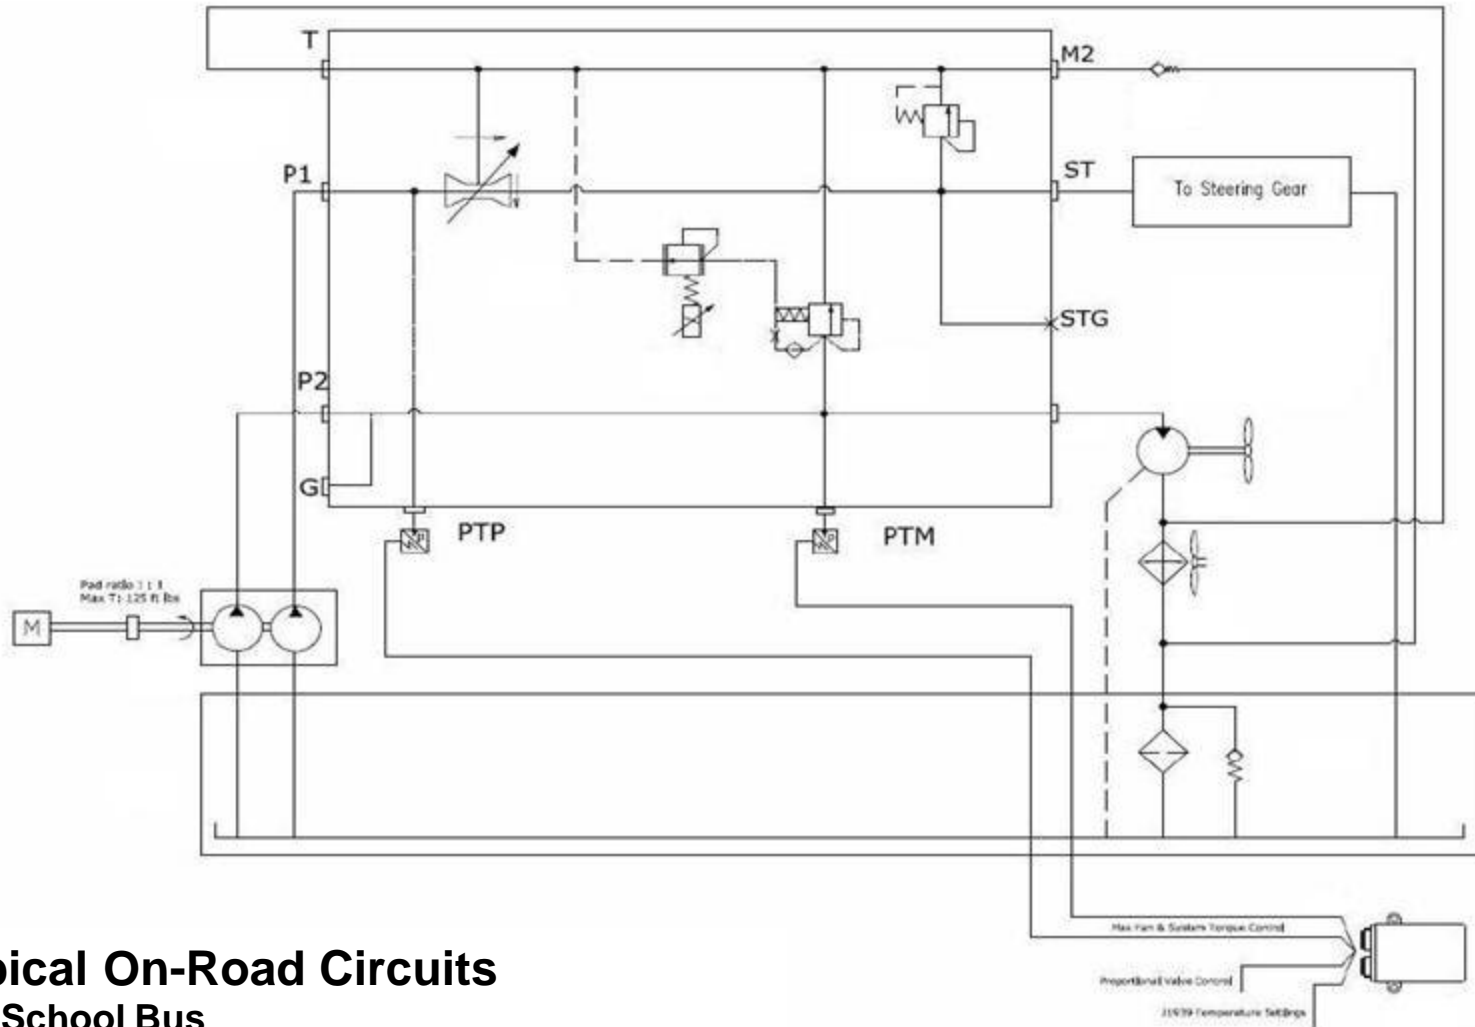 T
M2
P1
ST
To Steering Gear
STG
P2
G
PTP
PTM
Pad ratio 1 : 1
Max T: 125 ft lbs
M
Max Fan & System Torque Control
Proportional Valve Control
J1939 Temperature Settings
pical On-Road Circuits
School Bus